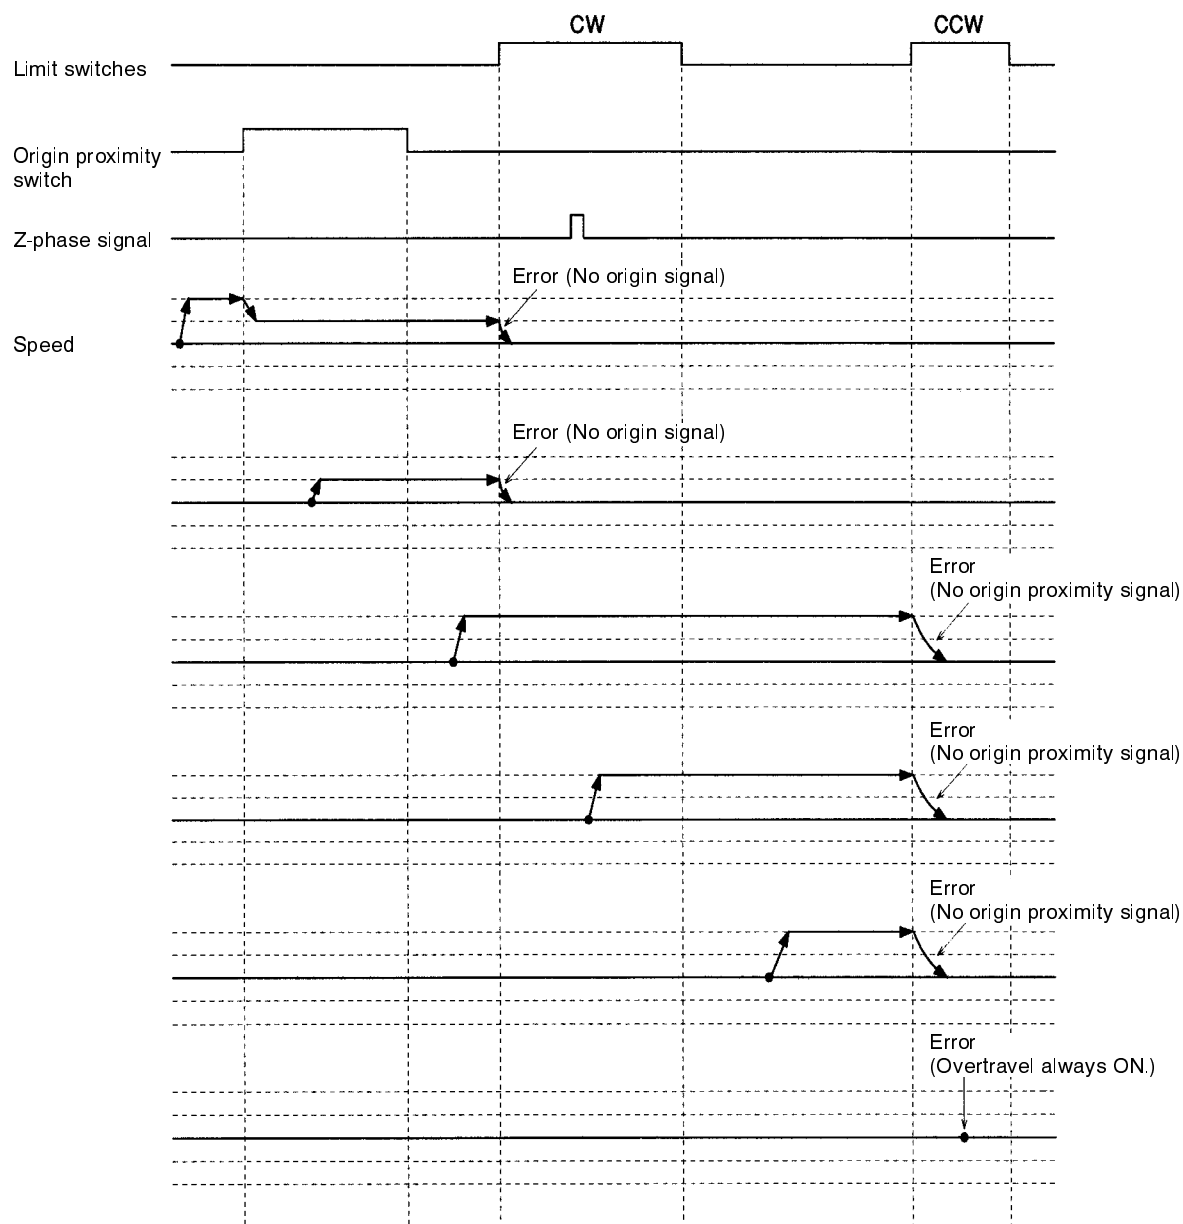 CW
CCW
Limit switches
Origin proximity
switch
Z-phase signal
Error (No origin signal)
Speed
Error (No origin signal)
Error
(No origin proximity signal)
Error
(No origin proximity signal)
Error
(No origin proximity signal)
Error
(Overtravel always ON.)